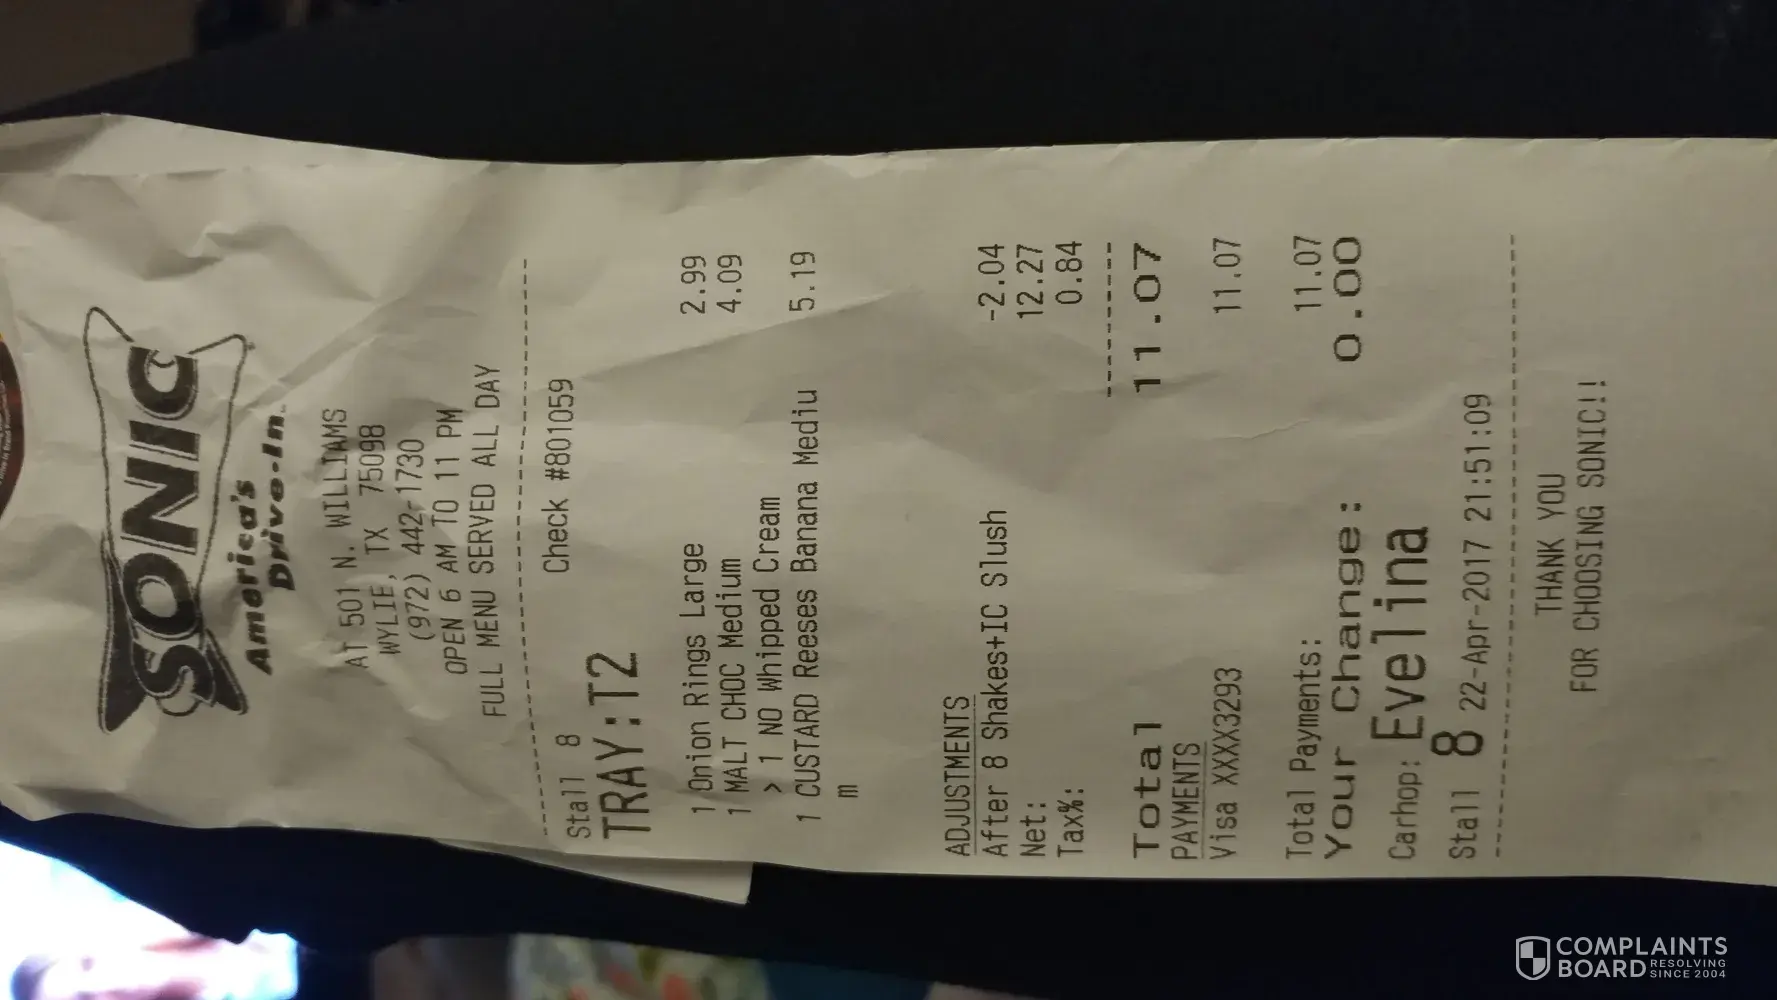 SONIC
America's
Drive-In.
AT 501 N. WILLIAMS
WYLIE, TX 75098
(972) 442-1730
OPEN 6 AM TO 11 PM
FULL MENU SERVED ALL DAY
Stall 8 Check #801059
TRAY:T2
1 Onion Rings Large 2.99
1 MALT CHOC Medium 4.09
> 1 NO Whipped Cream
1 CUSTARD Reeses Banana Mediu 5.19
m
ADJUSTMENTS
After 8 Shakes+IC Slush -2.04
Net: 12.27
Tax%: 0.84
Total 11.07
PAYMENTS
Visa XXXX3293 11.07
Total Payments: 11.07
Your Change: 0.00
Carhop: Evelina
Stall 8 22-Apr-2017 21:51:09
THANK YOU
FOR CHOOSING SONIC!!
COMPLAINTS
BOARD RESOLVING
SINCE 2004